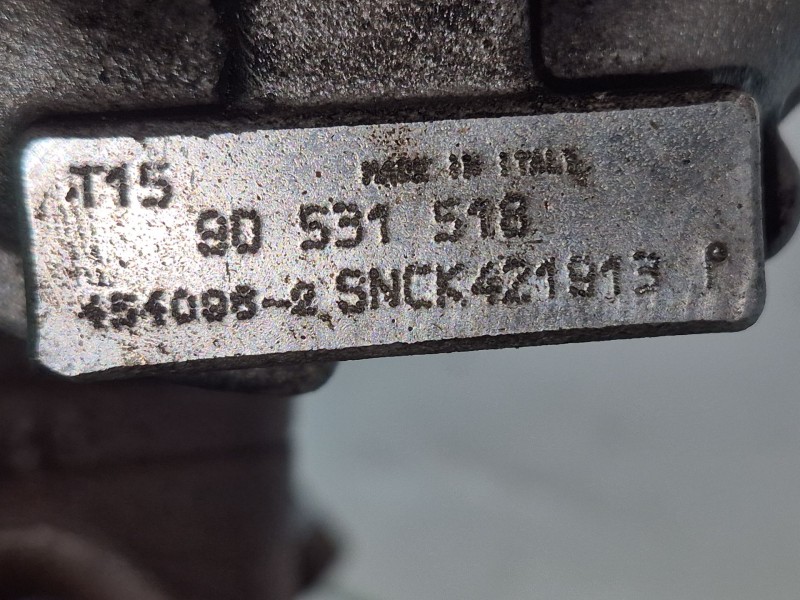 T15 MADE IN ITALY
90 531 518
454098-2 SNCK421913 P